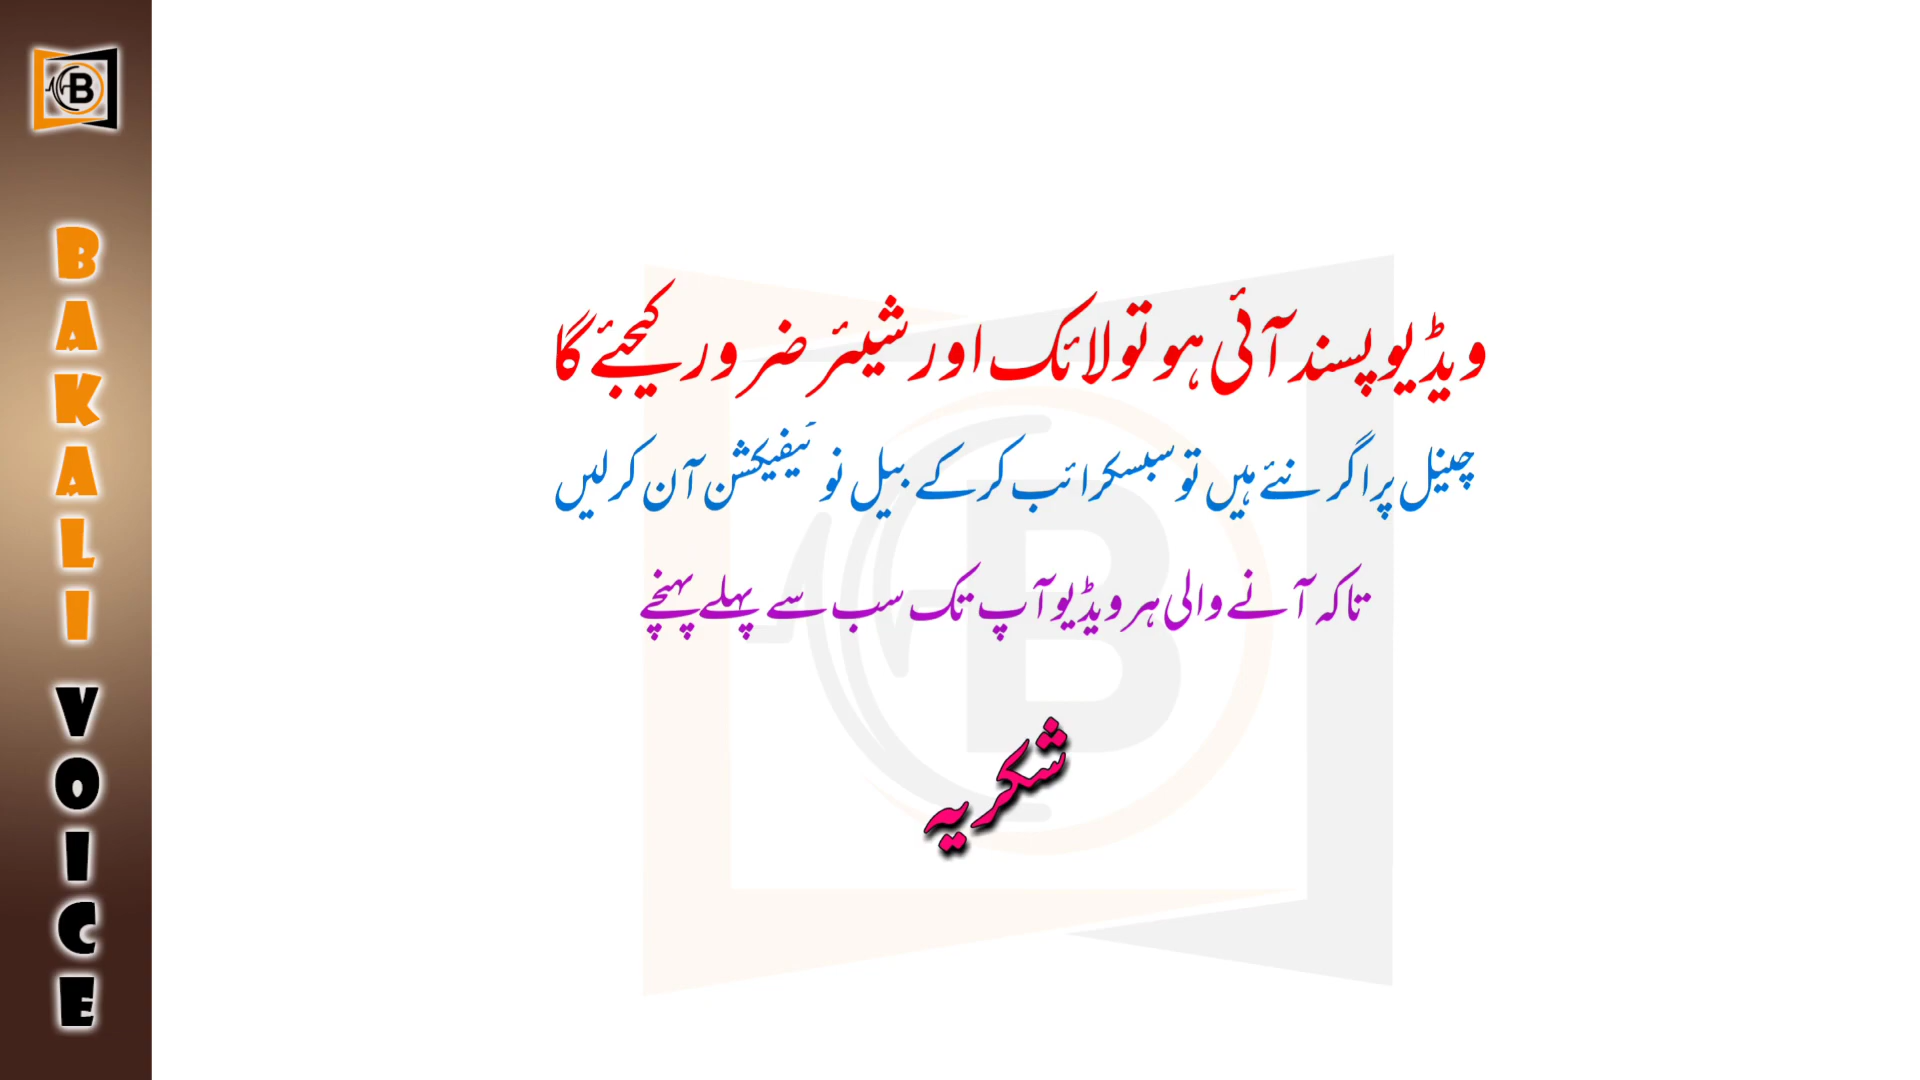 B
BAKALI VOICE
ویڈیو پسند آئی ہو تو لائک اور شیئر ضرور کیجئے گا
چینل پر اگر نئے ہیں تو سبسکرائب کر کے بیل نوٹیفیکشن آن کر لیں
تاکہ آنے والی ہر ویڈیو آپ تک سب سے پہلے پہنچے
شکریہ